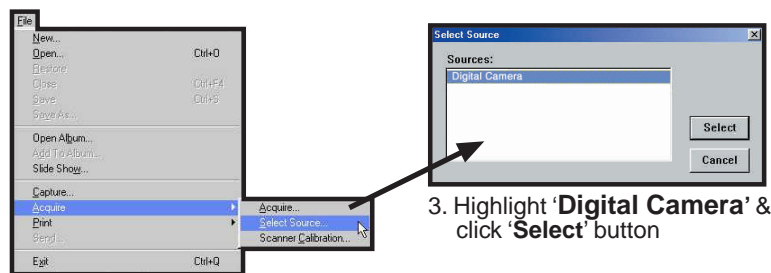 File
New...
Open... Ctrl+O
Restore
Close Ctrl+F4
Save Ctrl+S
Save As...
Open Album...
Add To Album...
Slide Show...
Capture...
Acquire
Print
Send...
Exit Ctrl+Q
Acquire...
Select Source...
Scanner Calibration...
Select Source
Sources:
Digital Camera
Select
Cancel
3. Highlight ‘Digital Camera’ &
click ‘Select’ button